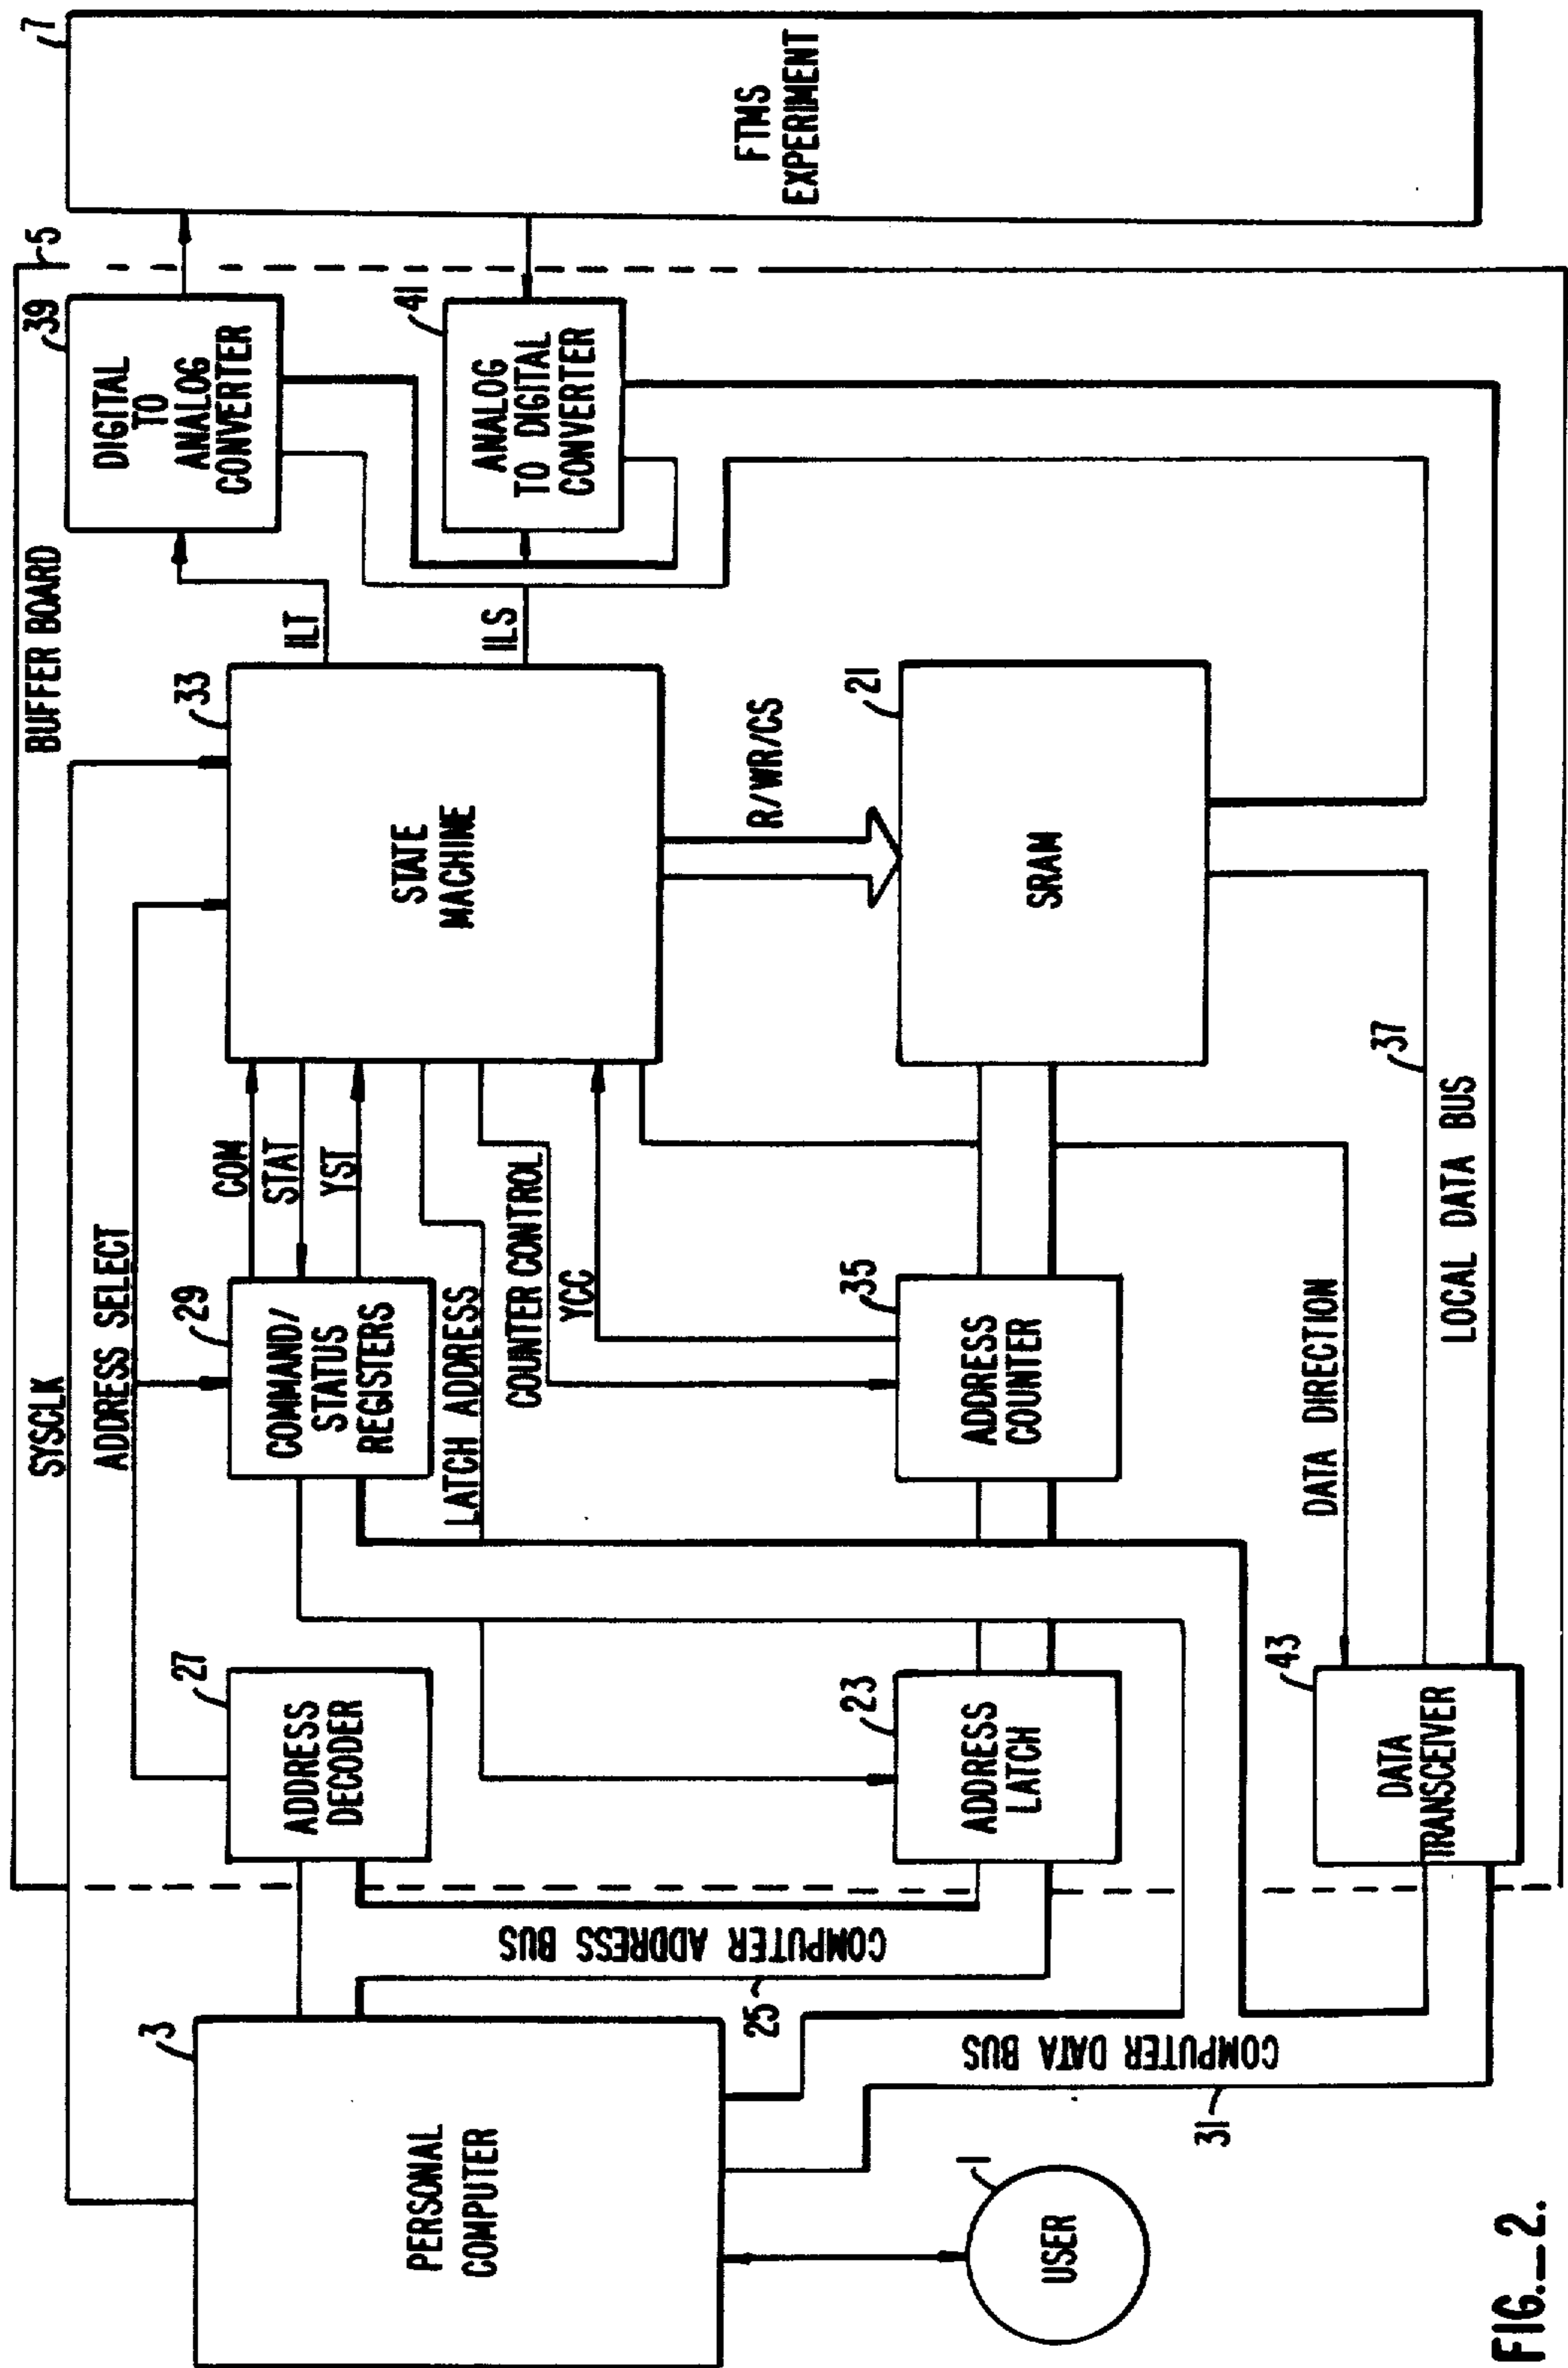 BUFFER BOARD
5
7
SYSCLK
ADDRESS SELECT
3
PERSONAL
COMPUTER
27
ADDRESS
DECODER
29
COMMAND/
STATUS
REGISTERS
COM
STAT
YST
33
STATE
MACHINE
ILT
ILS
39
DIGITAL
TO
ANALOG
CONVERTER
41
ANALOG
TO DIGITAL
CONVERTER
FTMS
EXPERIMENT
LATCH ADDRESS
COUNTER CONTROL
YCC
R/WR/CS
COMPUTER ADDRESS BUS
25
23
ADDRESS
LATCH
35
ADDRESS
COUNTER
21
SRAM
1
USER
COMPUTER DATA BUS
31
DATA DIRECTION
37
LOCAL DATA BUS
43
DATA
TRANSCEIVER
FIG._2.